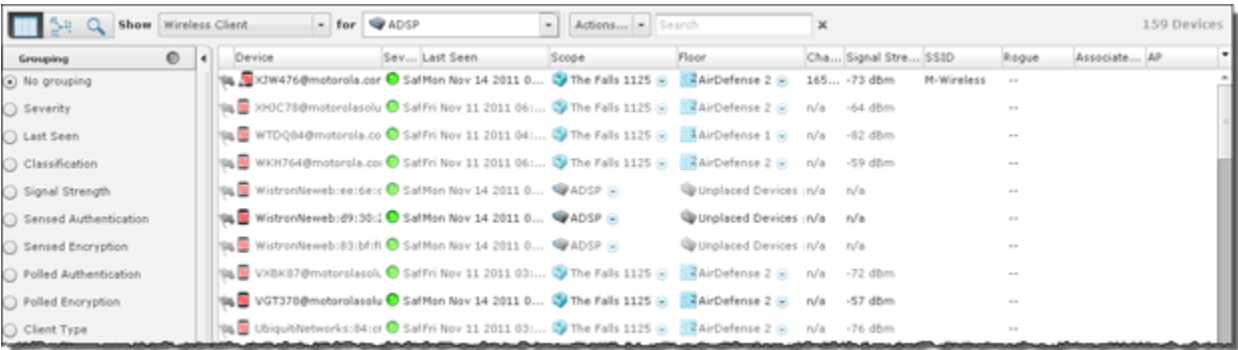 Show Wireless Client for ADSP Actions... Search 159 Devices
Grouping Device Sev... Last Seen Scope Floor Cha... Signal Stre... SSID Rogue Associate... AP
No grouping XJW476@motorola.cor Saf Mon Nov 14 2011 0... The Falls 1125 AirDefense 2 165... -73 dBm M-Wireless --
Severity XHJC78@motorolasolu Saf Fri Nov 11 2011 06:... The Falls 1125 AirDefense 2 n/a -64 dBm --
Last Seen WTDQ84@motorola.co Saf Fri Nov 11 2011 04:... The Falls 1125 AirDefense 1 n/a -82 dBm --
Classification WKH764@motorola.co Saf Fri Nov 11 2011 06:... The Falls 1125 AirDefense 2 n/a -59 dBm --
Signal Strength WistronNeweb:ee:6e:c Saf Mon Nov 14 2011 0... ADSP Unplaced Devices n/a n/a --
Sensed Authentication WistronNeweb:d9:30: Saf Mon Nov 14 2011 0... ADSP Unplaced Devices n/a n/a --
Sensed Encryption WistronNeweb:83:bf:f Saf Mon Nov 14 2011 0... ADSP Unplaced Devices n/a n/a --
Polled Authentication VXBK87@motorolasolu Saf Fri Nov 11 2011 03:... The Falls 1125 AirDefense 2 n/a -72 dBm --
Polled Encryption VGT378@motorolasolu Saf Mon Nov 14 2011 0... The Falls 1125 AirDefense 2 n/a -57 dBm --
Client Type UbiquitiNetworks:84:c Saf Fri Nov 11 2011 03:... The Falls 1125 AirDefense 2 n/a -76 dBm --